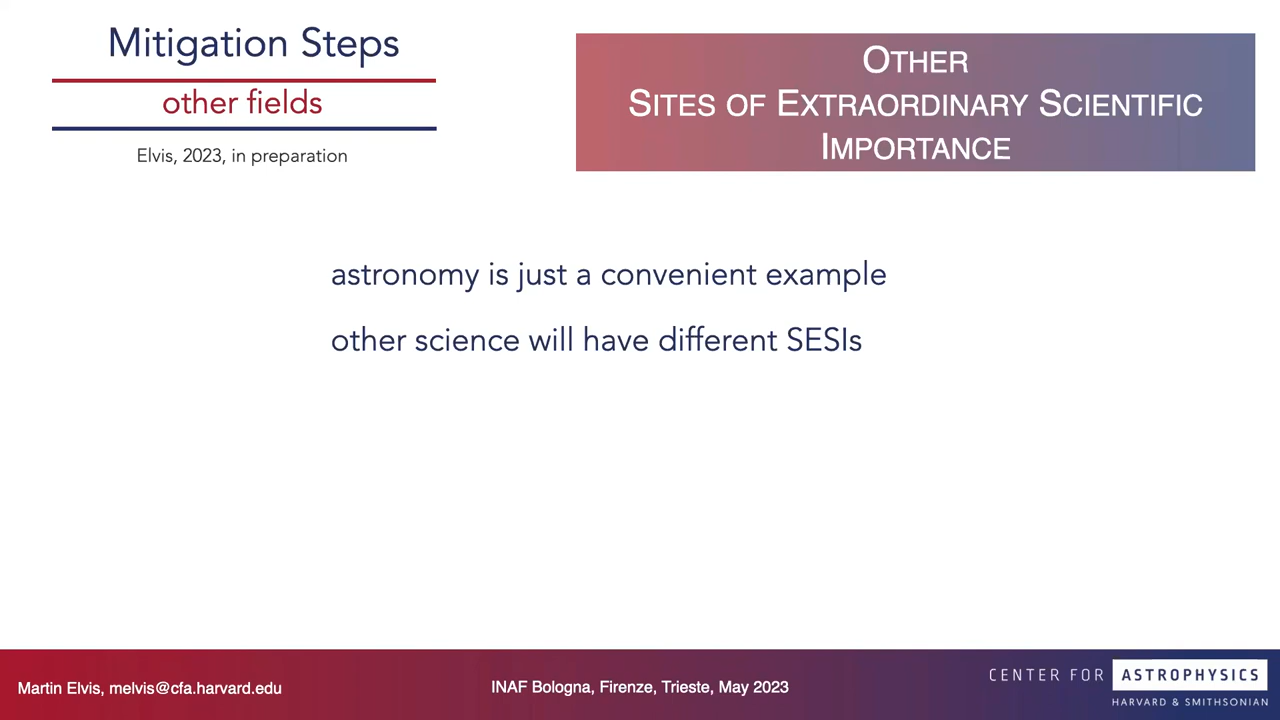 Mitigation Steps
other fields
Elvis, 2023, in preparation
OTHER
SITES OF EXTRAORDINARY SCIENTIFIC
IMPORTANCE
astronomy is just a convenient example
other science will have different SESIs
Martin Elvis, melvis@cfa.harvard.edu
INAF Bologna, Firenze, Trieste, May 2023
CENTER FOR ASTROPHYSICS
HARVARD & SMITHSONIAN